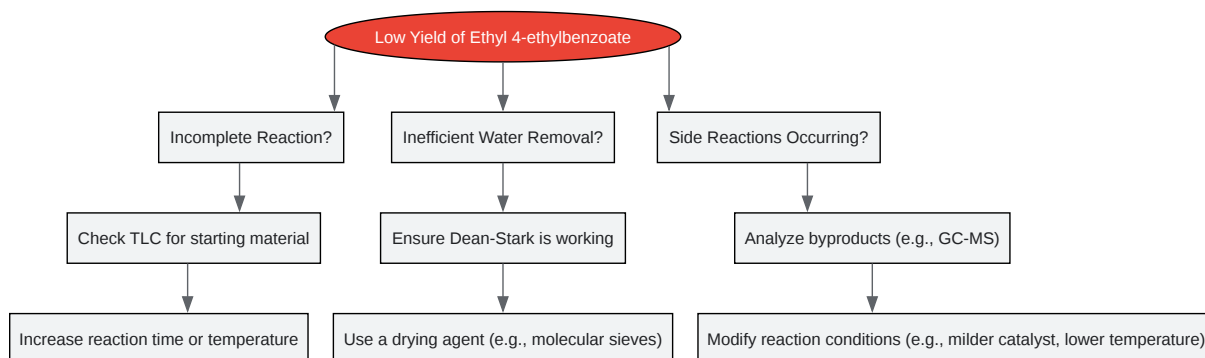 Low Yield of Ethyl 4-ethylbenzoate
Incomplete Reaction?
Inefficient Water Removal?
Side Reactions Occurring?
Check TLC for starting material
Ensure Dean-Stark is working
Analyze byproducts (e.g., GC-MS)
Increase reaction time or temperature
Use a drying agent (e.g., molecular sieves)
Modify reaction conditions (e.g., milder catalyst, lower temperature)